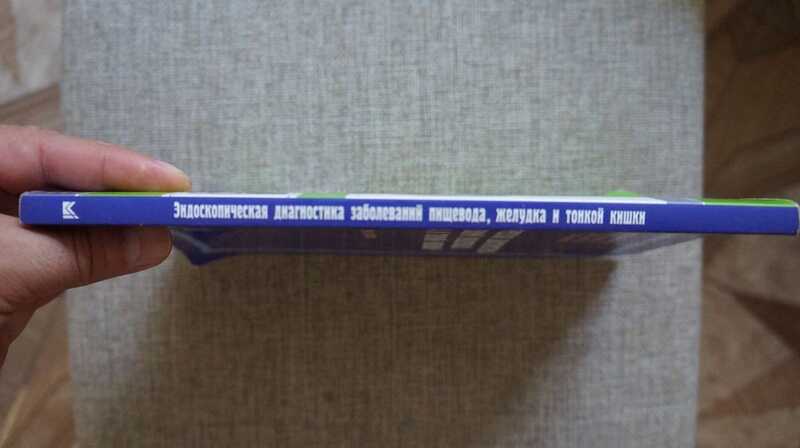 Эндоскопическая диагностика заболеваний пищевода, желудка и тонкой кишки